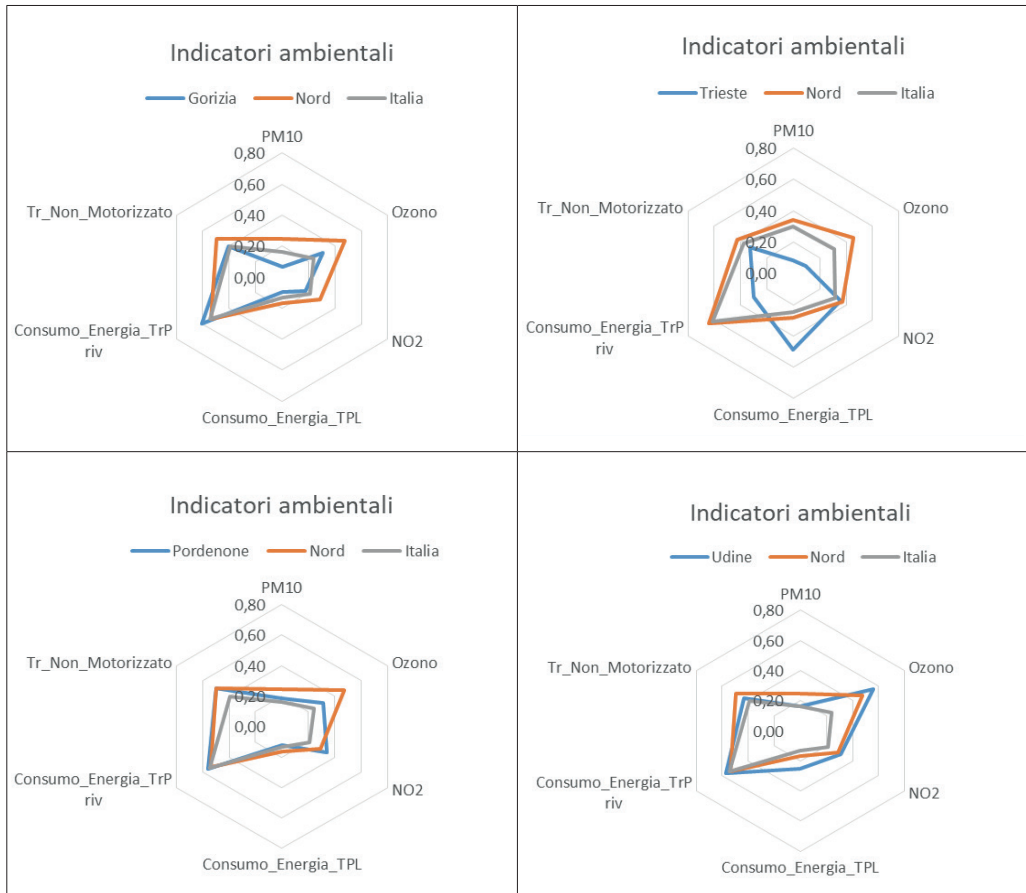 Indicatori ambientali
Gorizia Nord Italia
PM10
0,80
0,60
0,40
0,20
0,00
Ozono
NO2
Consumo_Energia_TPL
Consumo_Energia_TrP
riv
Tr_Non_Motorizzato
Indicatori ambientali
Trieste Nord Italia
PM10
0,80
0,60
0,40
0,20
0,00
Ozono
NO2
Consumo_Energia_TPL
Consumo_Energia_TrP
riv
Tr_Non_Motorizzato
Indicatori ambientali
Pordenone Nord Italia
PM10
0,80
0,60
0,40
0,20
0,00
Ozono
NO2
Consumo_Energia_TPL
Consumo_Energia_TrP
riv
Tr_Non_Motorizzato
Indicatori ambientali
Udine Nord Italia
PM10
0,80
0,60
0,40
0,20
0,00
Ozono
NO2
Consumo_Energia_TPL
Consumo_Energia_TrP
riv
Tr_Non_Motorizzato